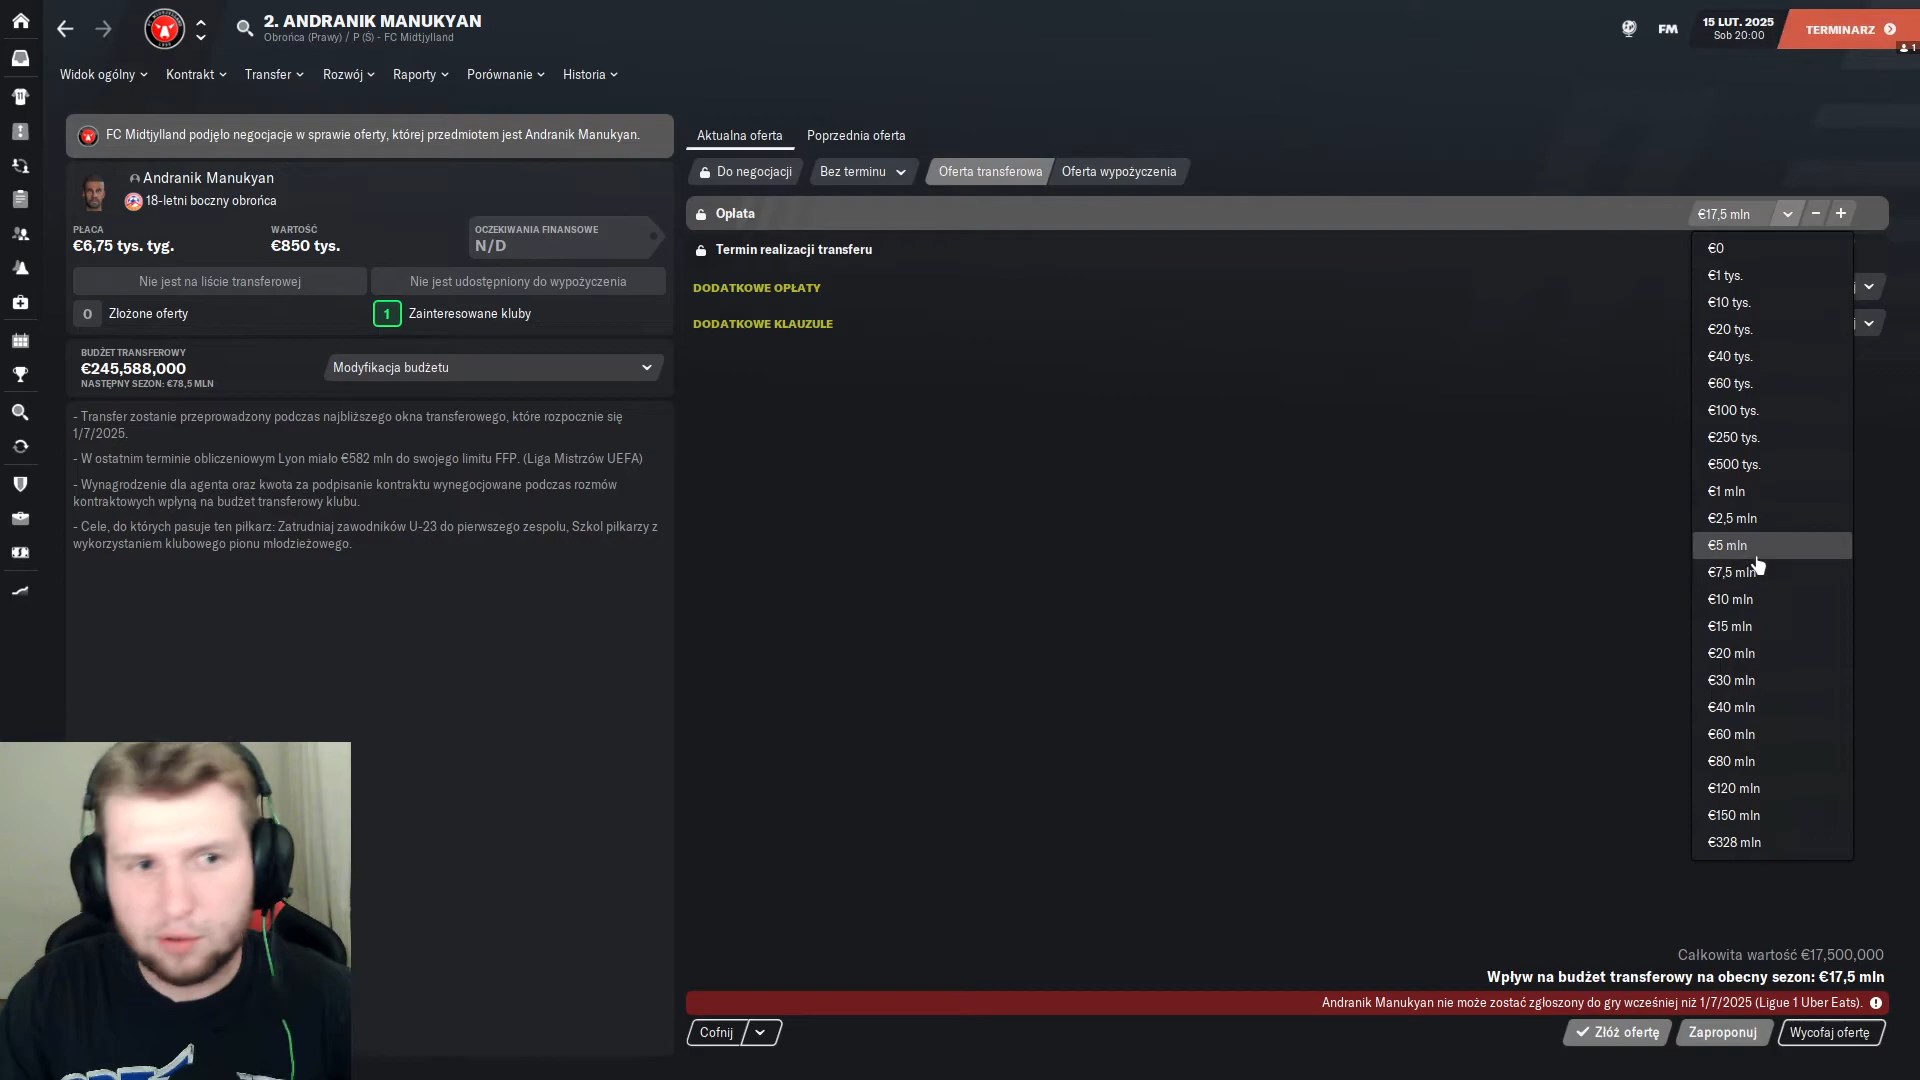 2. ANDRANIK MANUKYAN
Obrońca (Prawy) / P (Ś) - FC Midtjylland
FM
15 LUT. 2025
Sob 20:00
TERMINARZ
1
Widok ogólny
Kontrakt
Transfer
Rozwój
Raporty
Porównanie
Historia
FC Midtjylland podjęło negocjacje w sprawie oferty, której przedmiotem jest Andranik Manukyan.
Andranik Manukyan
18-letni boczny obrońca
PŁACA
€6,75 tys. tyg.
WARTOŚĆ
€850 tys.
OCZEKIWANIA FINANSOWE
N/D
Nie jest na liście transferowej
Nie jest udostępniony do wypożyczenia
0 Złożone oferty
1 Zainteresowane kluby
BUDŻET TRANSFEROWY
€245,588,000
NASTĘPNY SEZON: €78,5 MLN
Modyfikacja budżetu
- Transfer zostanie przeprowadzony podczas najbliższego okna transferowego, które rozpocznie się
1/7/2025.
- W ostatnim terminie obliczeniowym Lyon miało €582 mln do swojego limitu FFP. (Liga Mistrzów UEFA)
- Wynagrodzenie dla agenta oraz kwota za podpisanie kontraktu wynegocjowane podczas rozmów
kontraktowych wpłyną na budżet transferowy klubu.
- Cele, do których pasuje ten piłkarz: Zatrudniaj zawodników U-23 do pierwszego zespołu, Szkol piłkarzy z
wykorzystaniem klubowego pionu młodzieżowego.
Aktualna oferta
Poprzednia oferta
Do negocjacji
Bez terminu
Oferta transferowa
Oferta wypożyczenia
Opłata
€17,5 mln
Termin realizacji transferu
DODATKOWE OPŁATY
DODATKOWE KLAUZULE
€0
€1 tys.
€10 tys.
€20 tys.
€40 tys.
€60 tys.
€100 tys.
€250 tys.
€500 tys.
€1 mln
€2,5 mln
€5 mln
€7,5 mln
€10 mln
€15 mln
€20 mln
€30 mln
€40 mln
€60 mln
€80 mln
€120 mln
€150 mln
€328 mln
Całkowita wartość €17,500,000
Wpływ na budżet transferowy na obecny sezon: €17,5 mln
Andranik Manukyan nie może zostać zgłoszony do gry wcześniej niż 1/7/2025 (Ligue 1 Uber Eats).
Cofnij
Złóż ofertę
Zaproponuj
Wycofaj ofertę